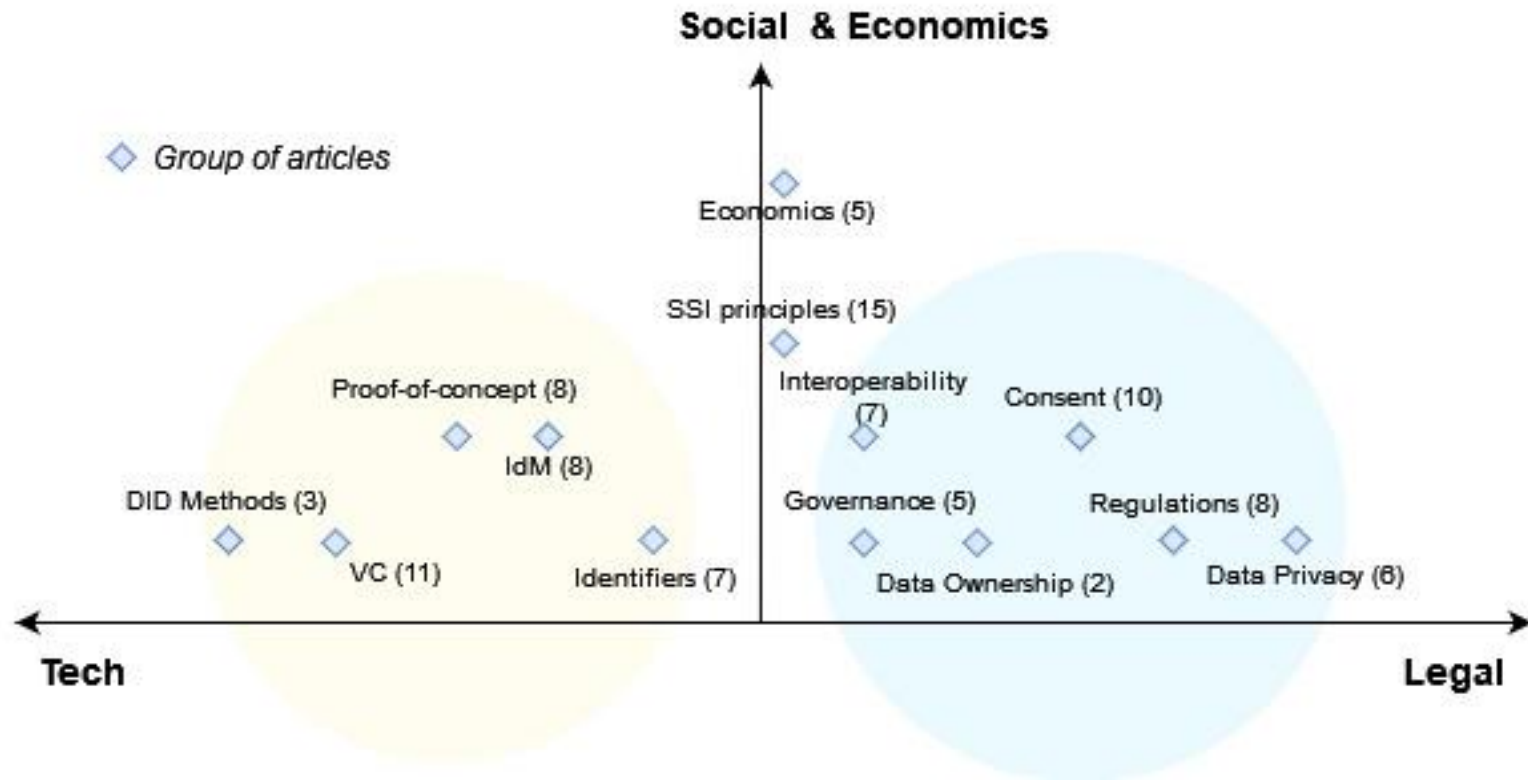 Social & Economics
Group of articles
Economics (5)
SSI principles (15)
Interoperability
(7)
Consent (10)
Proof-of-concept (8)
IdM (8)
DID Methods (3)
Governance (5)
Regulations (8)
VC (11)
Identifiers (7)
Data Ownership (2)
Data Privacy (6)
Tech
Legal